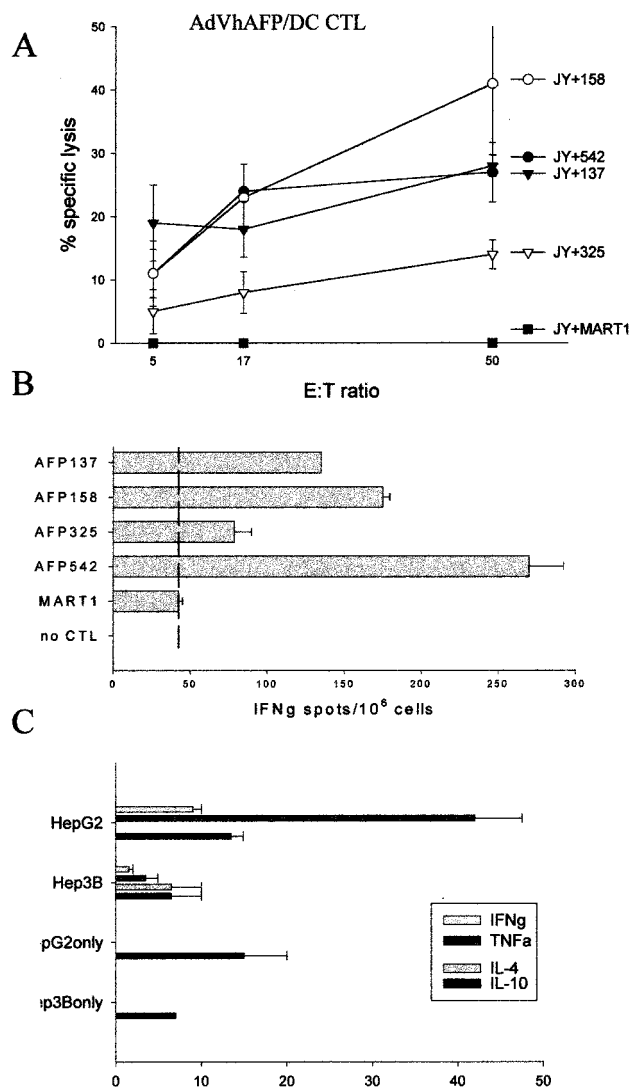 AdVhAFP/DC CTL
A
% specific lysis
50
40
30
20
10
0
JY+158
JY+542
JY+137
JY+325
JY+MART1
5 17 50
E:T ratio
B
AFP137
AFP158
AFP325
AFP542
MART1
no CTL
0 50 100 150 200 250 300
IFNg spots/10⁶ cells
C
HepG2
Hep3B
pG2only
ep3Bonly
IFNg
TNFa
IL-4
IL-10
0 10 20 30 40 50